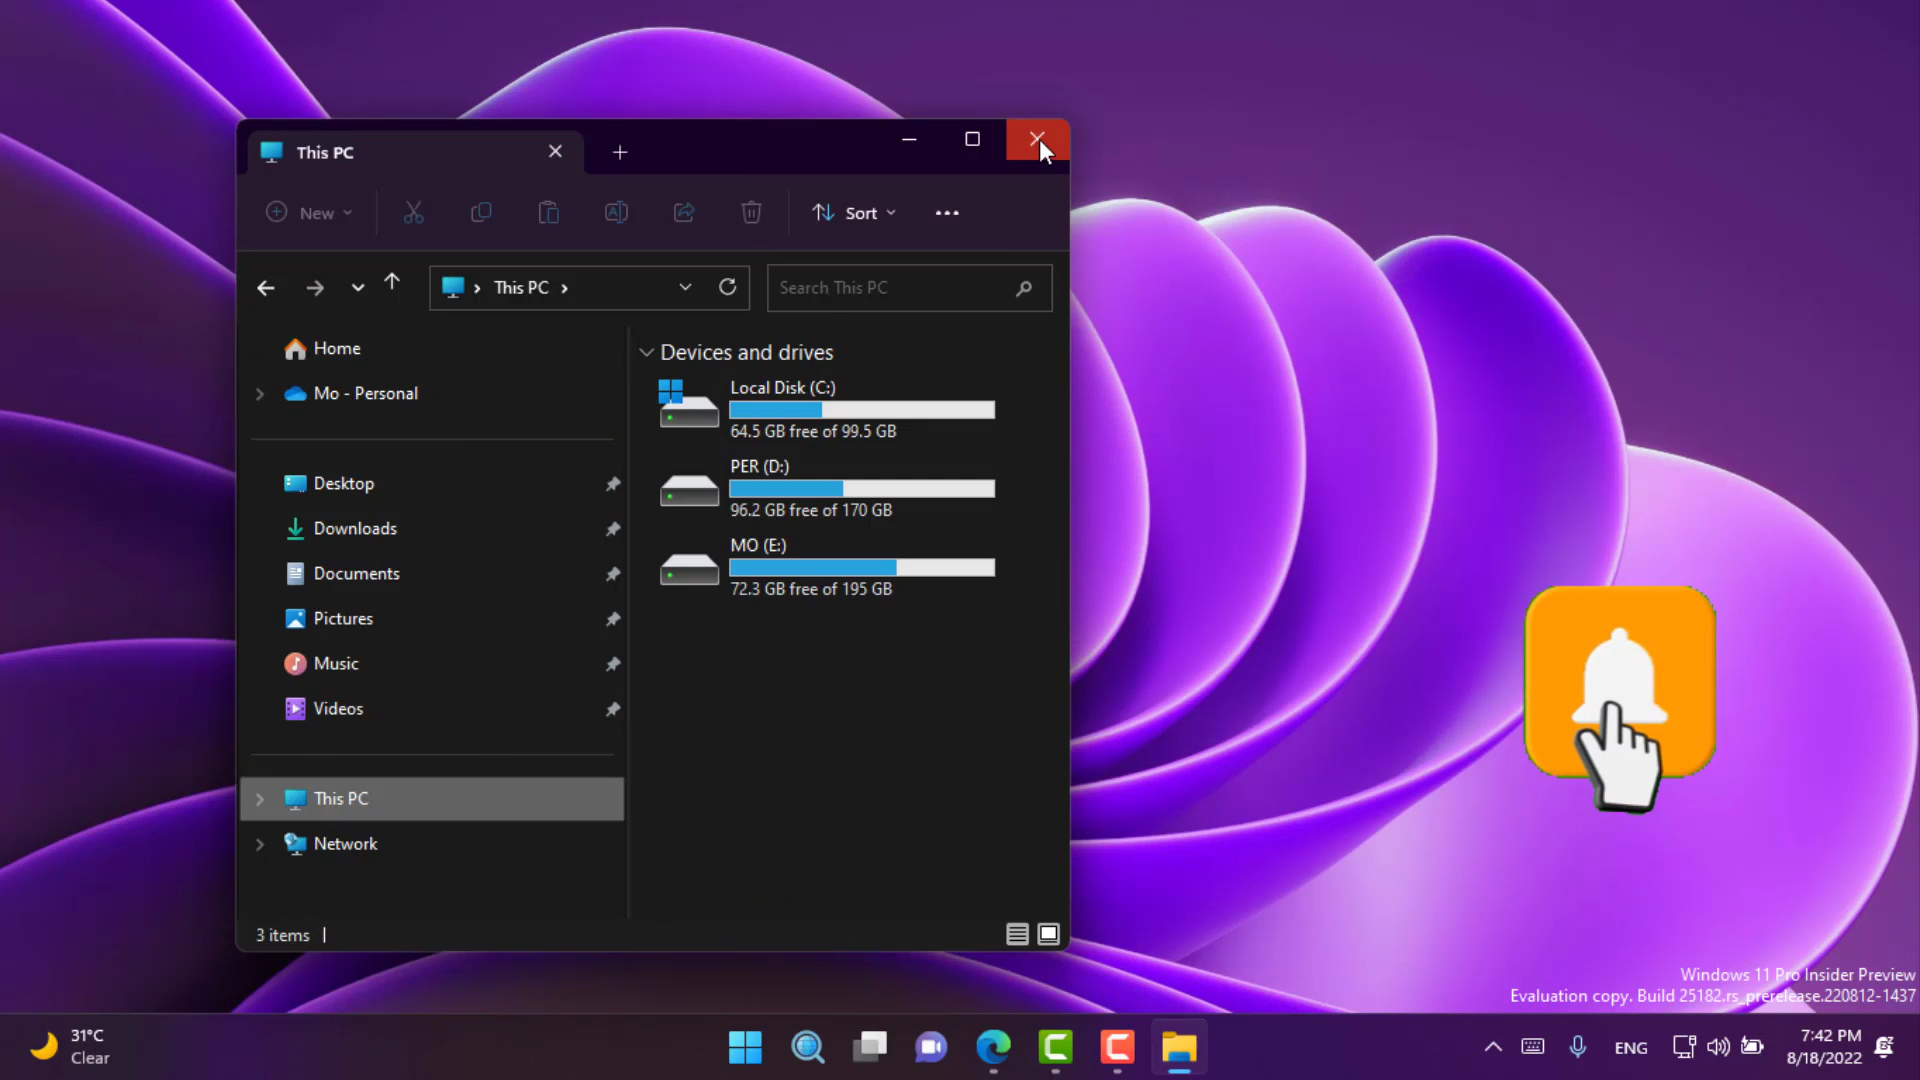 This PC
New
Sort
This PC
Search This PC
Home
Mo - Personal
Desktop
Downloads
Documents
Pictures
Music
Videos
This PC
Network
Devices and drives
Local Disk (C:)
64.5 GB free of 99.5 GB
PER (D:)
96.2 GB free of 170 GB
MO (E:)
72.3 GB free of 195 GB
3 items
Windows 11 Pro Insider Preview
Evaluation copy. Build 25182.rs_prerelease.220812-1437
31°C
Clear
ENG
7:42 PM
8/18/2022